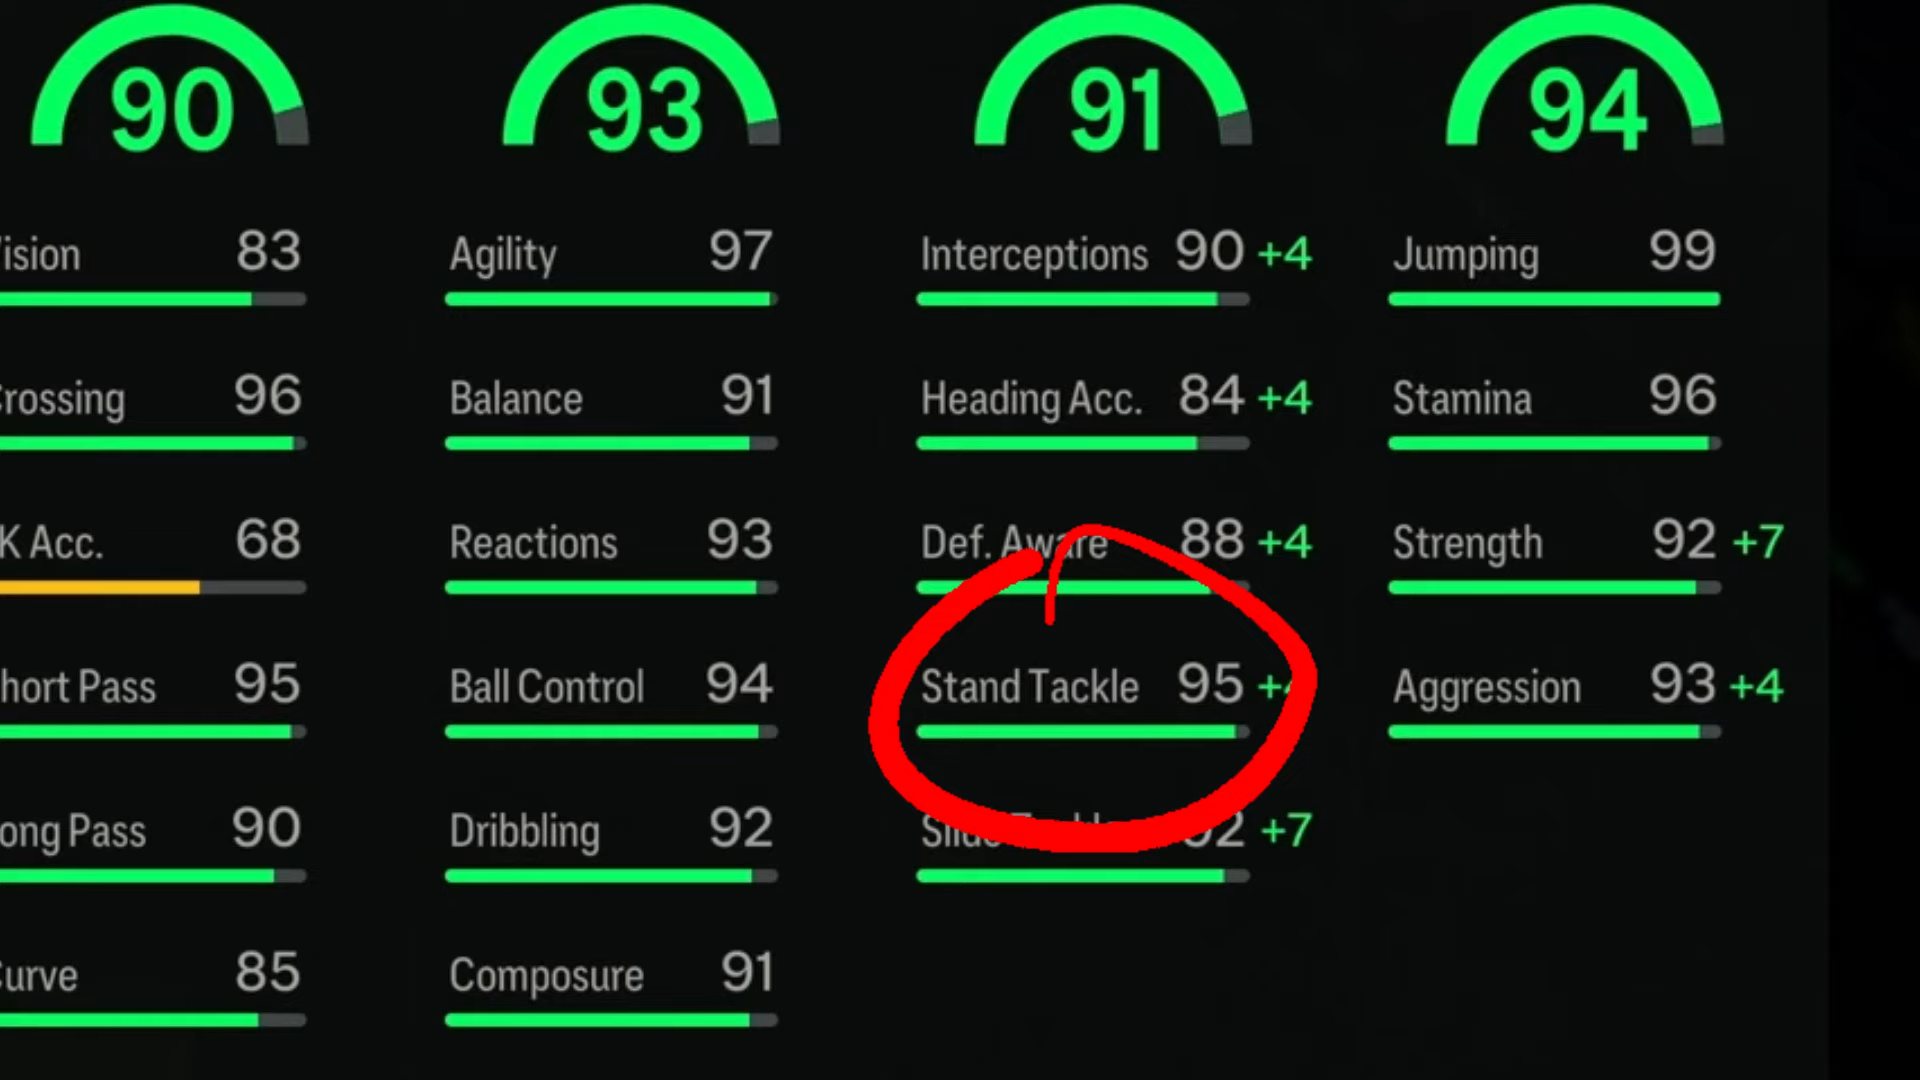 90 93 91 94
ision 83 Agility 97 Interceptions 90 +4 Jumping 99
rossing 96 Balance 91 Heading Acc. 84 +4 Stamina 96
K Acc. 68 Reactions 93 Def. Aware 88 +4 Strength 92 +7
hort Pass 95 Ball Control 94 Stand Tackle 95 +4 Aggression 93 +4
ong Pass 90 Dribbling 92 +7
urve 85 Composure 91